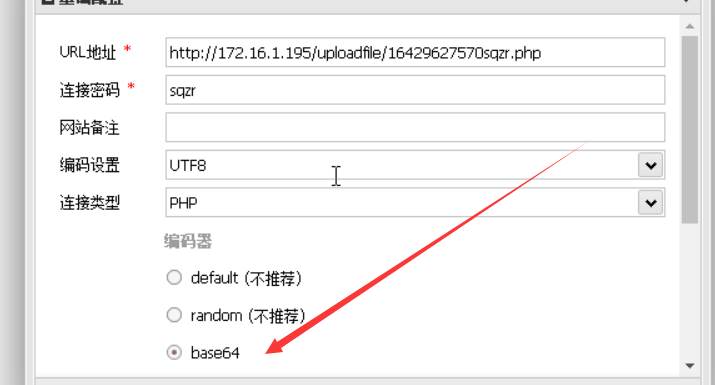 URL地址 * http://172.16.1.195/uploadfile/16429627570sqzr.php
连接密码 * sqzr
网站备注
编码设置 UTF8
连接类型 PHP
编码器
default (不推荐)
random (不推荐)
base64